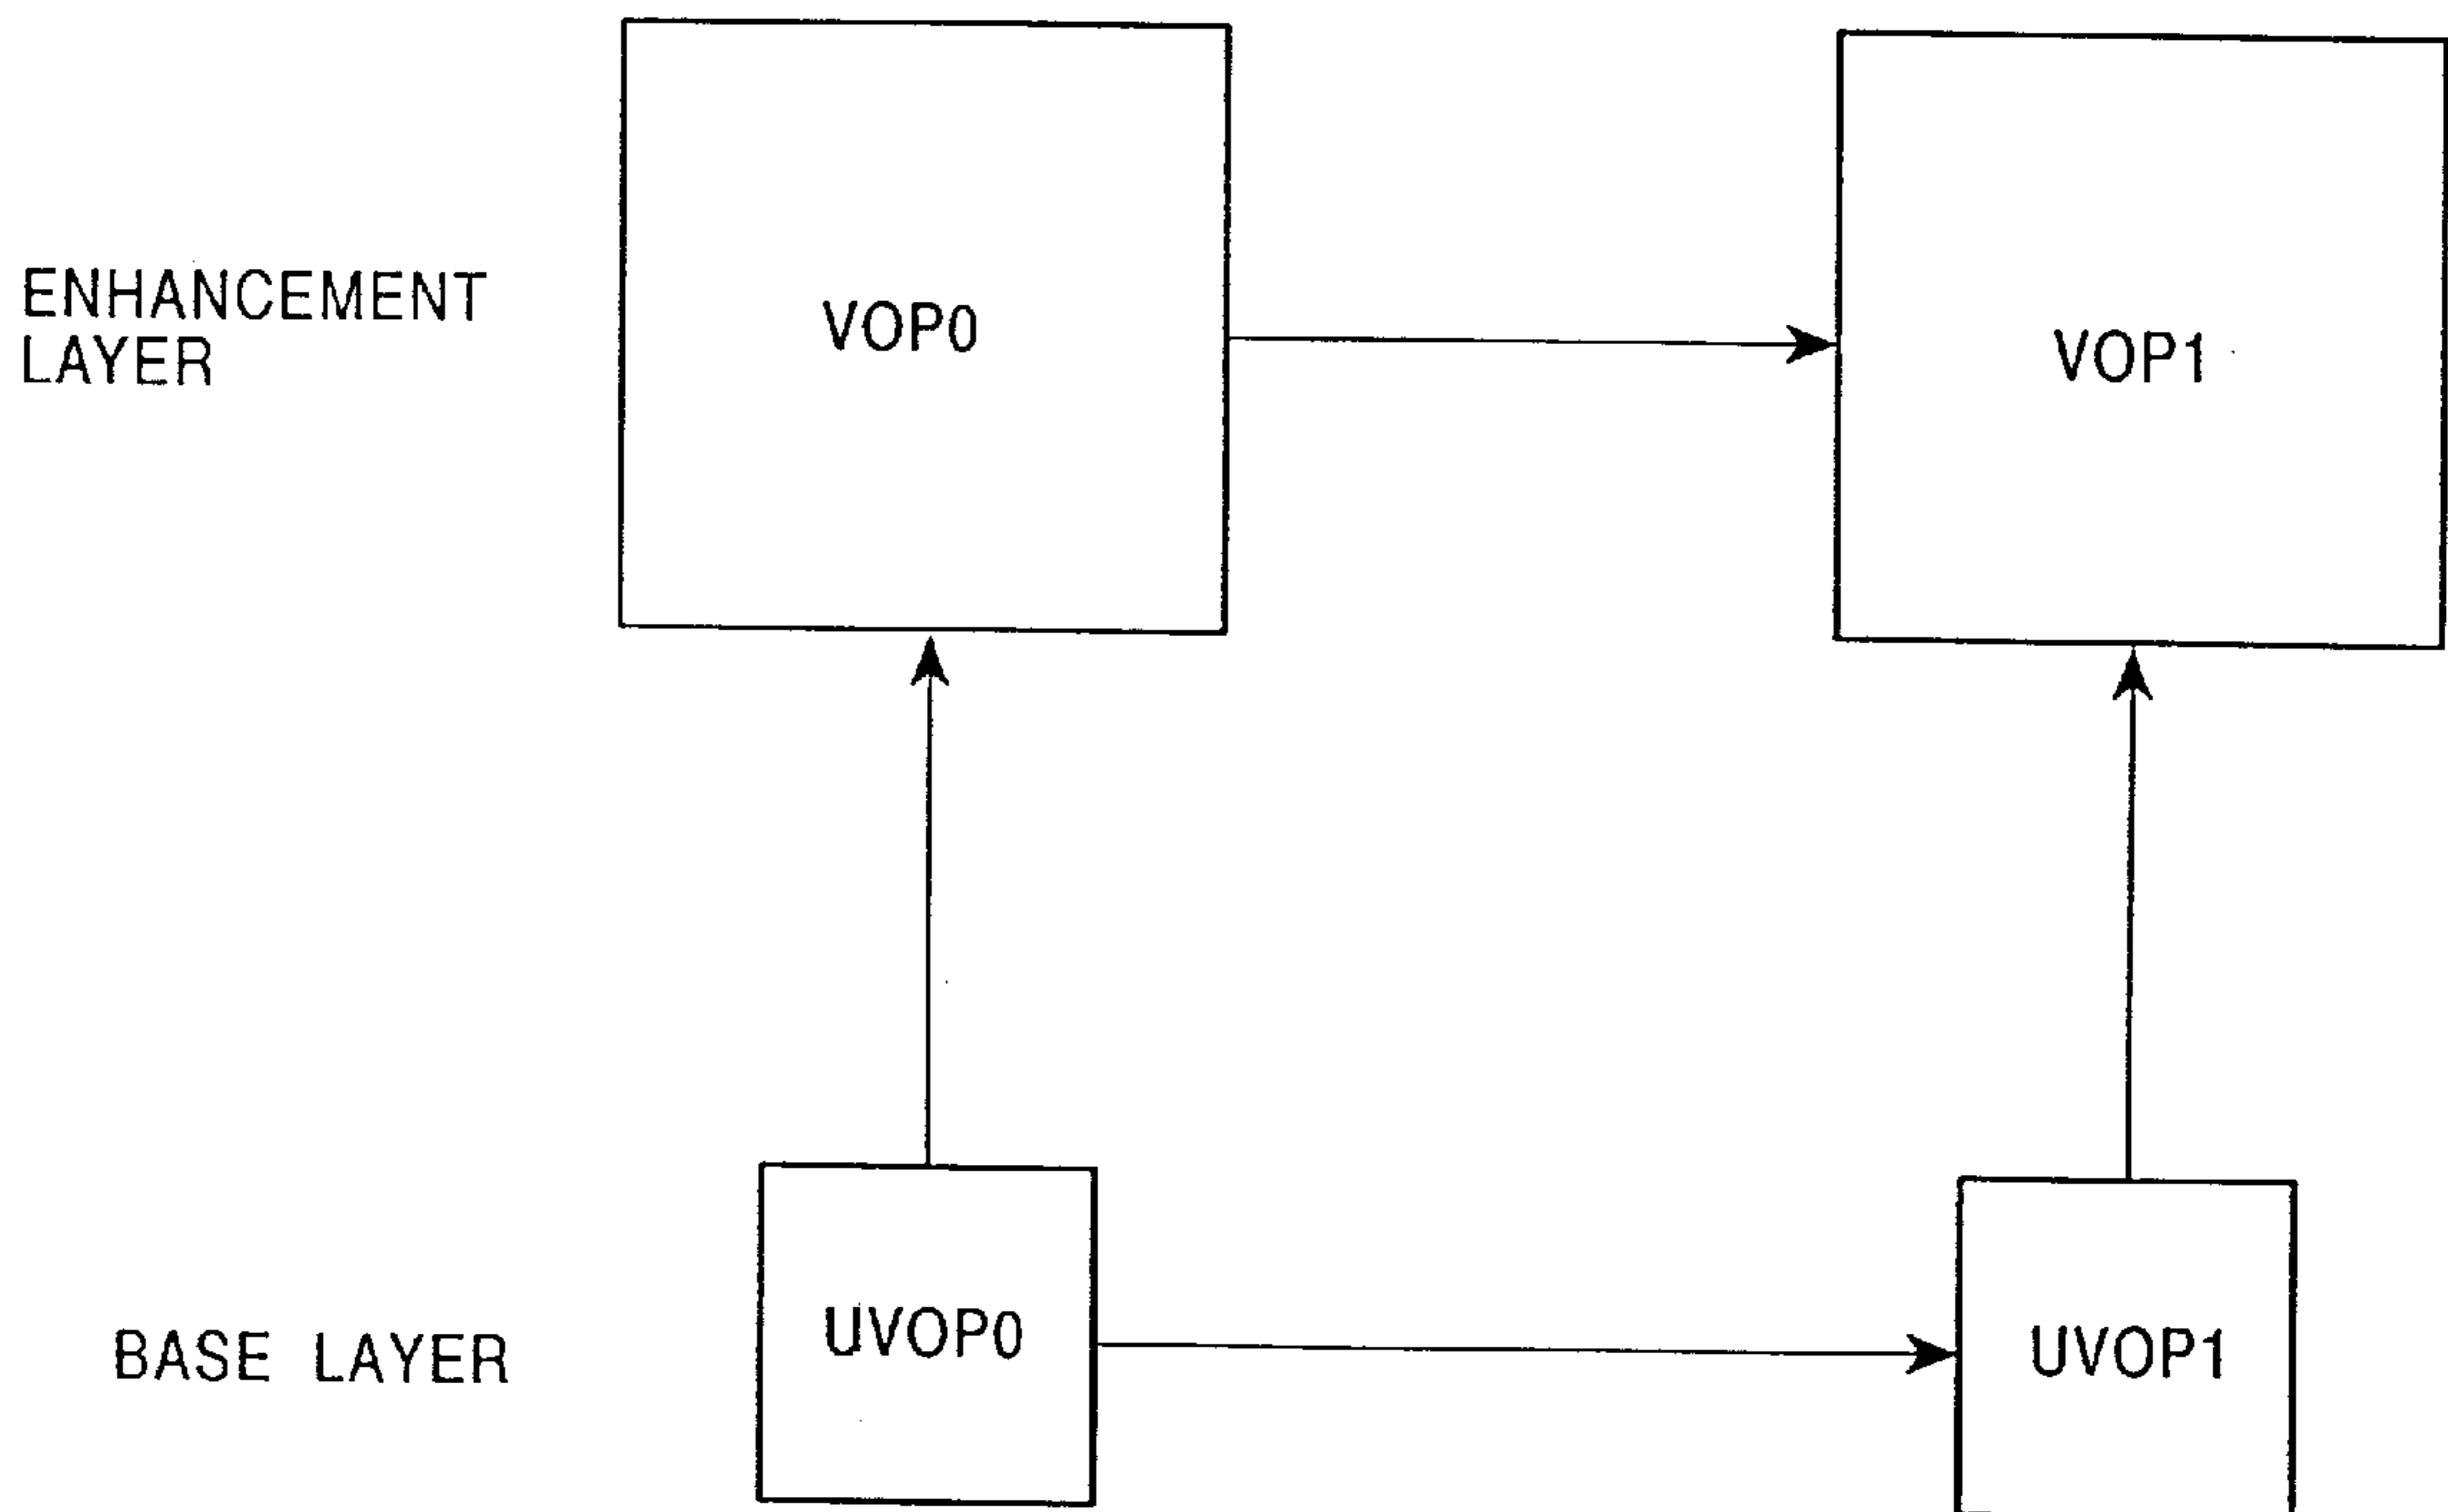 ENHANCEMENT
LAYER
VOP0
VOP1
BASE LAYER
UVOP0
UVOP1